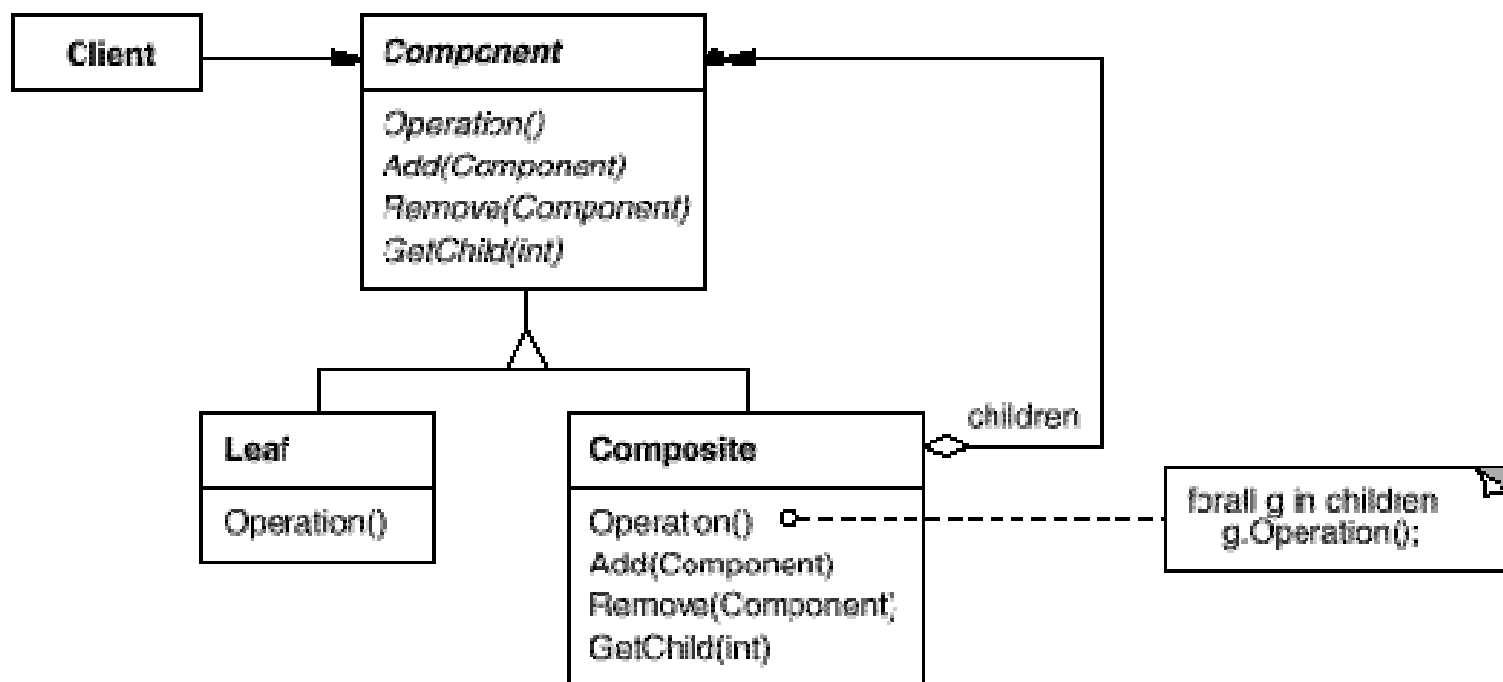 Client
Component
Operation()
Add(Component)
Remove(Component)
GetChild(int)
Leaf
Operation()
Composite
Operation()
Add(Component)
Remove(Component)
GetChild(int)
children
forall g in children
g.Operation();